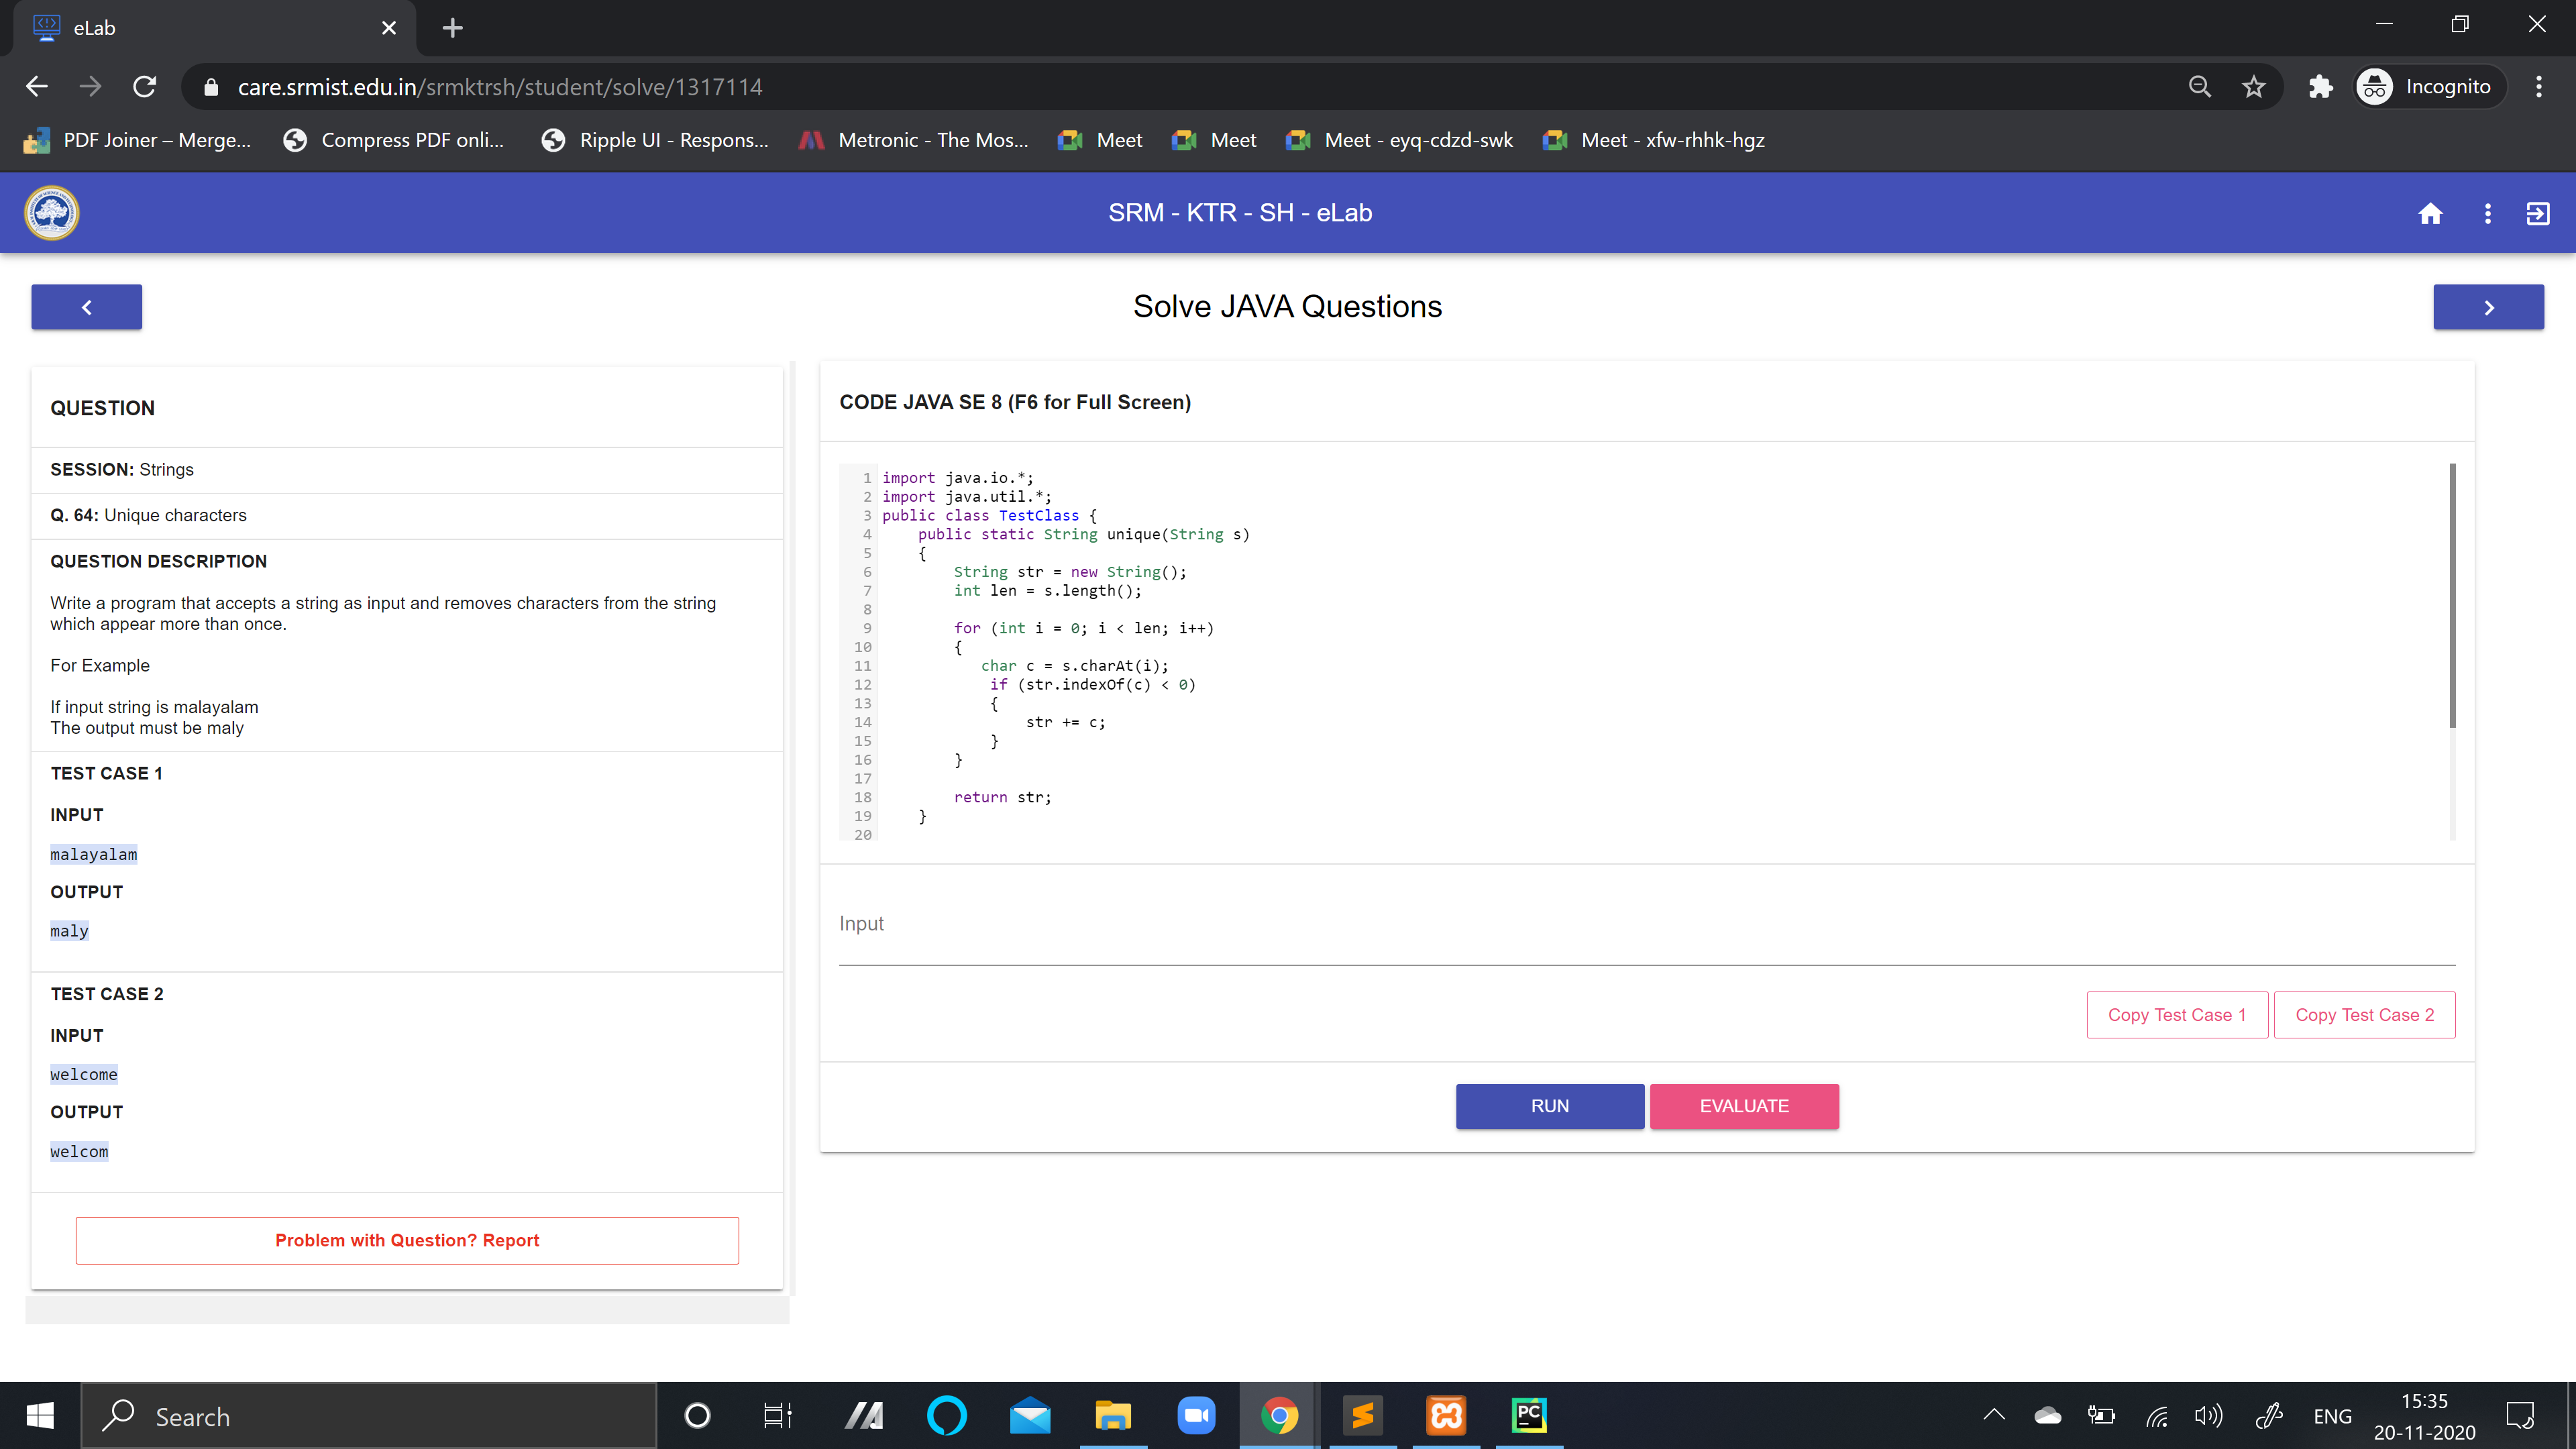 eLab
care.srmist.edu.in/srmktrsh/student/solve/1317114
Incognito
PDF Joiner – Merge...
Compress PDF onli...
Ripple UI - Respons...
Metronic - The Mos...
Meet
Meet
Meet - eyq-cdzd-swk
Meet - xfw-rhhk-hgz
SRM - KTR - SH - eLab
Solve JAVA Questions
QUESTION
SESSION: Strings
Q. 64: Unique characters
QUESTION DESCRIPTION
Write a program that accepts a string as input and removes characters from the string
which appear more than once.
For Example
If input string is malayalam
The output must be maly
TEST CASE 1
INPUT
malayalam
OUTPUT
maly
TEST CASE 2
INPUT
welcome
OUTPUT
welcom
Problem with Question? Report
CODE JAVA SE 8 (F6 for Full Screen)
1 import java.io.*;
2 import java.util.*;
3 public class TestClass {
4     public static String unique(String s)
5     {
6         String str = new String();
7         int len = s.length();
8
9         for (int i = 0; i < len; i++)
10         {
11            char c = s.charAt(i);
12             if (str.indexOf(c) < 0)
13             {
14                 str += c;
15             }
16         }
17
18         return str;
19     }
20
Input
Copy Test Case 1
Copy Test Case 2
RUN
EVALUATE
Search
PC
ENG
15:35
20-11-2020